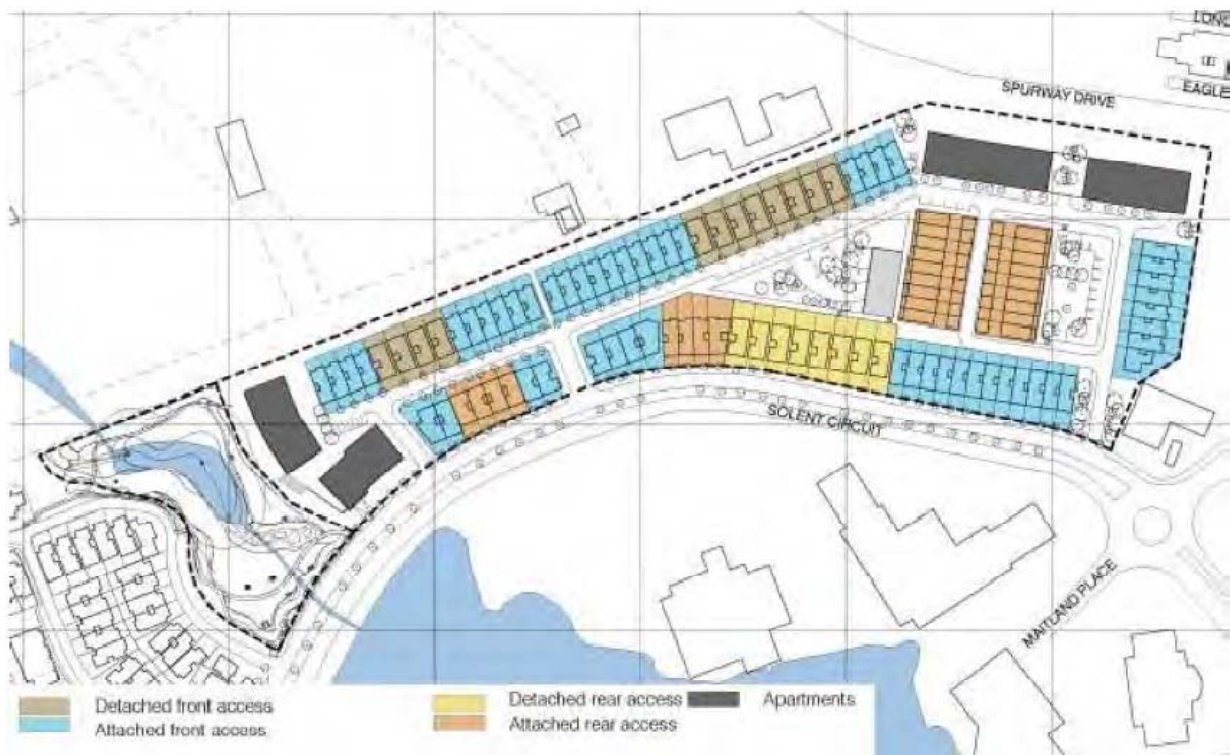 LONG
EAGLE
SPURWAY DRIVE
SOLENT CIRCUIT
MAITLAND PLACE
Detached front access
Attached front access
Detached rear access
Attached rear access
Apartments